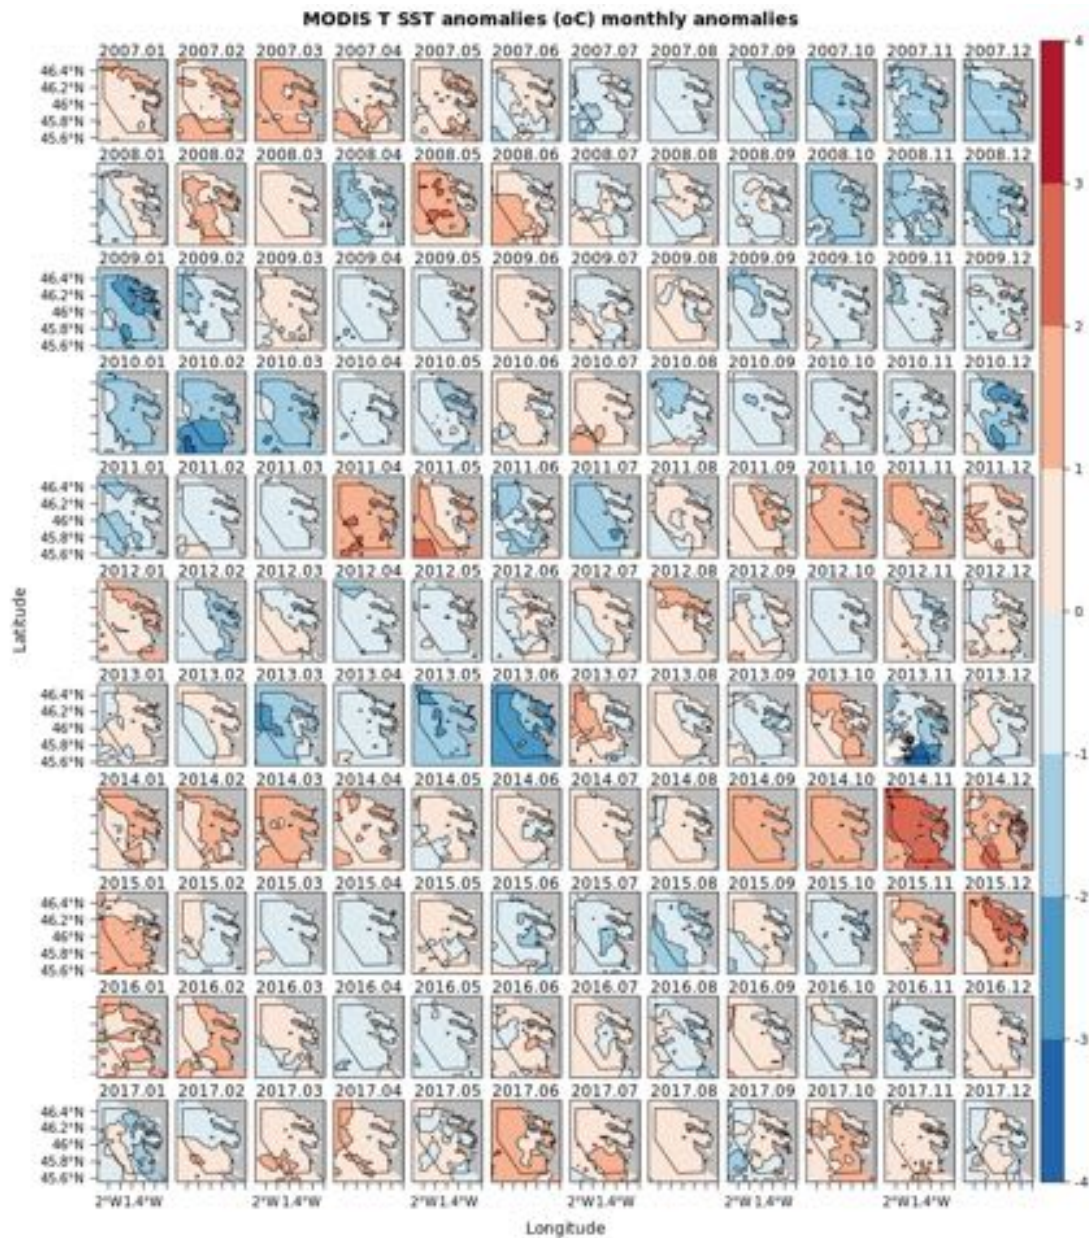 MODIS T SST anomalies (oC) monthly anomalies
2007.01 2007.02 2007.03 2007.04 2007.05 2007.06 2007.07 2007.08 2007.09 2007.10 2007.11 2007.12
46.4°N
46.2°N
46°N
45.8°N
45.6°N
2008.01 2008.02 2008.03 2008.04 2008.05 2008.06 2008.07 2008.08 2008.09 2008.10 2008.11 2008.12
2009.01 2009.02 2009.03 2009.04 2009.05 2009.06 2009.07 2009.08 2009.09 2009.10 2009.11 2009.12
46.4°N
46.2°N
46°N
45.8°N
45.6°N
2010.01 2010.02 2010.03 2010.04 2010.05 2010.06 2010.07 2010.08 2010.09 2010.10 2010.11 2010.12
2011.01 2011.02 2011.03 2011.04 2011.05 2011.06 2011.07 2011.08 2011.09 2011.10 2011.11 2011.12
46.4°N
46.2°N
46°N
45.8°N
45.6°N
2012.01 2012.02 2012.03 2012.04 2012.05 2012.06 2012.07 2012.08 2012.09 2012.10 2012.11 2012.12
2013.01 2013.02 2013.03 2013.04 2013.05 2013.06 2013.07 2013.08 2013.09 2013.10 2013.11 2013.12
46.4°N
46.2°N
46°N
45.8°N
45.6°N
2014.01 2014.02 2014.03 2014.04 2014.05 2014.06 2014.07 2014.08 2014.09 2014.10 2014.11 2014.12
2015.01 2015.02 2015.03 2015.04 2015.05 2015.06 2015.07 2015.08 2015.09 2015.10 2015.11 2015.12
46.4°N
46.2°N
46°N
45.8°N
45.6°N
2016.01 2016.02 2016.03 2016.04 2016.05 2016.06 2016.07 2016.08 2016.09 2016.10 2016.11 2016.12
2017.01 2017.02 2017.03 2017.04 2017.05 2017.06 2017.07 2017.08 2017.09 2017.10 2017.11 2017.12
46.4°N
46.2°N
46°N
45.8°N
45.6°N
2°W1.4°W 2°W1.4°W 2°W1.4°W 2°W1.4°W 2°W1.4°W 2°W1.4°W
Longitude
Latitude
4
3
2
1
0
-1
-2
-3
-4